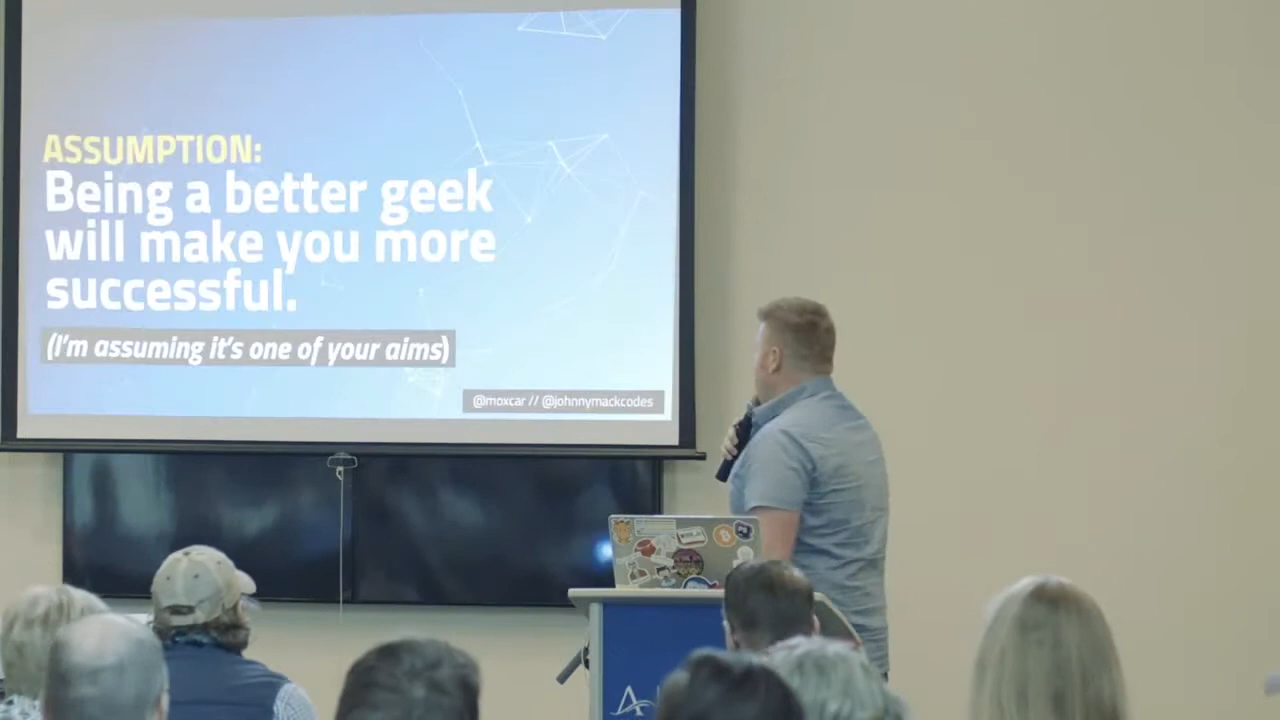 ASSUMPTION:
Being a better geek
will make you more
successful.
(I'm assuming it's one of your aims)
@moxcar // @johnnymackcodes